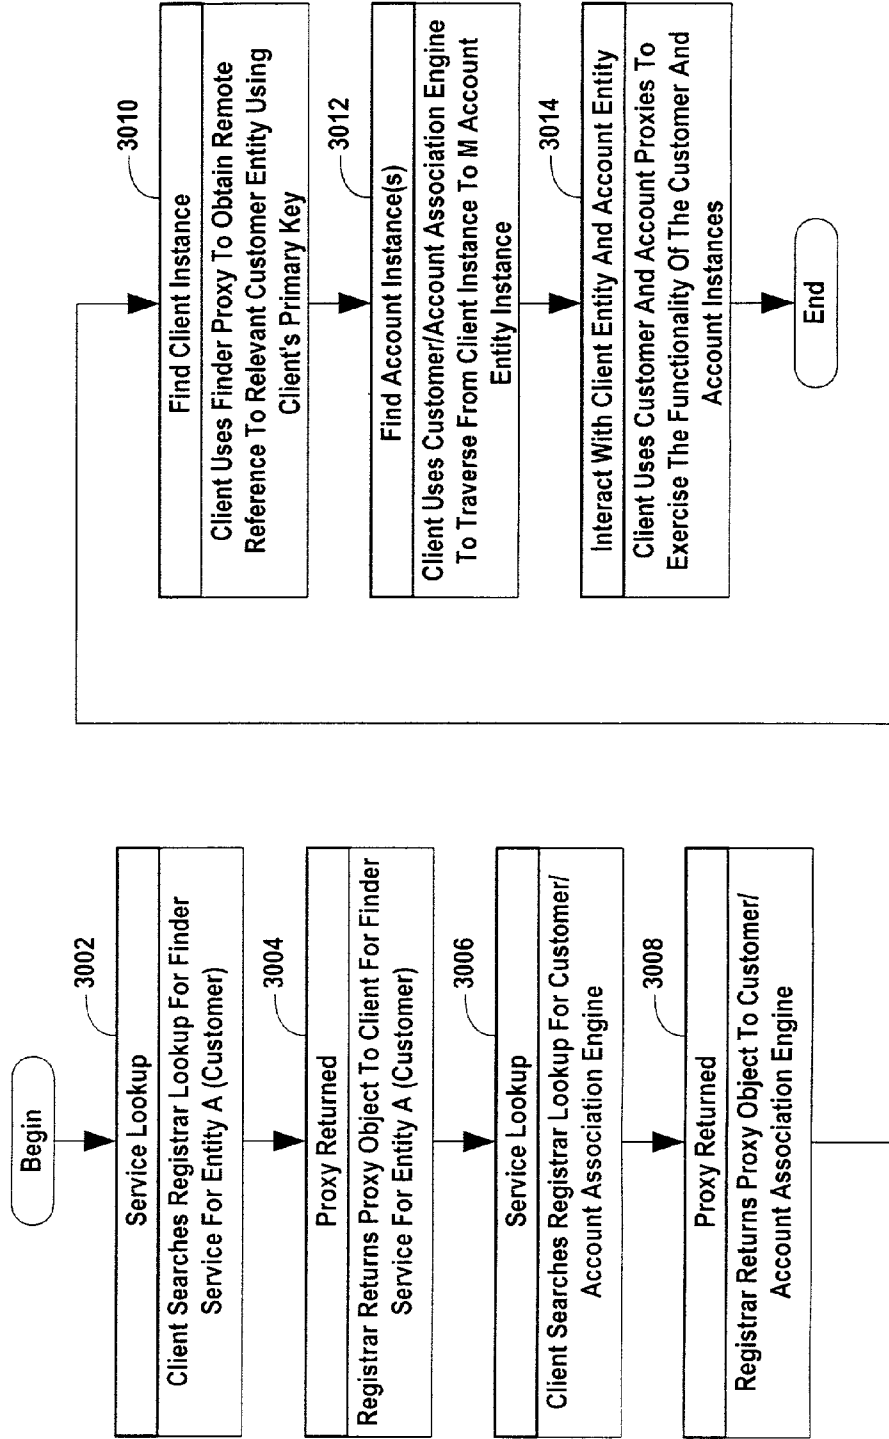 Begin
3002
Service Lookup
Client Searches Registrar Lookup For Finder
Service For Entity A (Customer)
3004
Proxy Returned
Registrar Returns Proxy Object To Client For Finder
Service For Entity A (Customer)
3006
Service Lookup
Client Searches Registrar Lookup For Customer/
Account Association Engine
3008
Proxy Returned
Registrar Returns Proxy Object To Customer/
Account Association Engine
3010
Find Client Instance
Client Uses Finder Proxy To Obtain Remote
Reference To Relevant Customer Entity Using
Client's Primary Key
3012
Find Account Instance(s)
Client Uses Customer/Account Association Engine
To Traverse From Client Instance To M Account
Entity Instance
3014
Interact With Client Entity And Account Entity
Client Uses Customer And Account Proxies To
Exercise The Functionality Of The Customer And
Account Instances
End